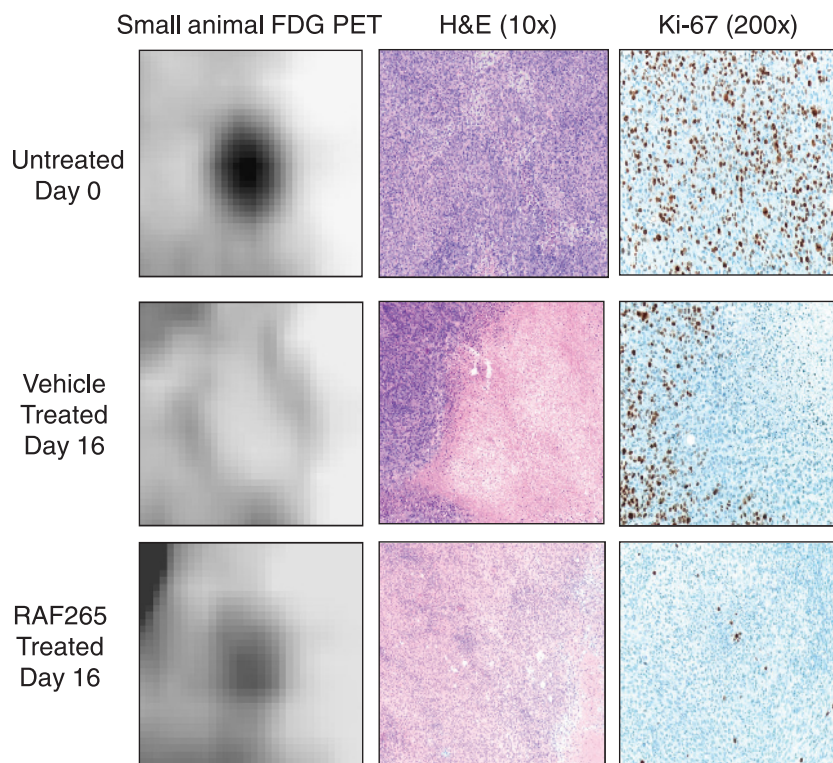 Small animal FDG PET
H&E (10x)
Ki-67 (200x)
Untreated
Day 0
Vehicle
Treated
Day 16
RAF265
Treated
Day 16